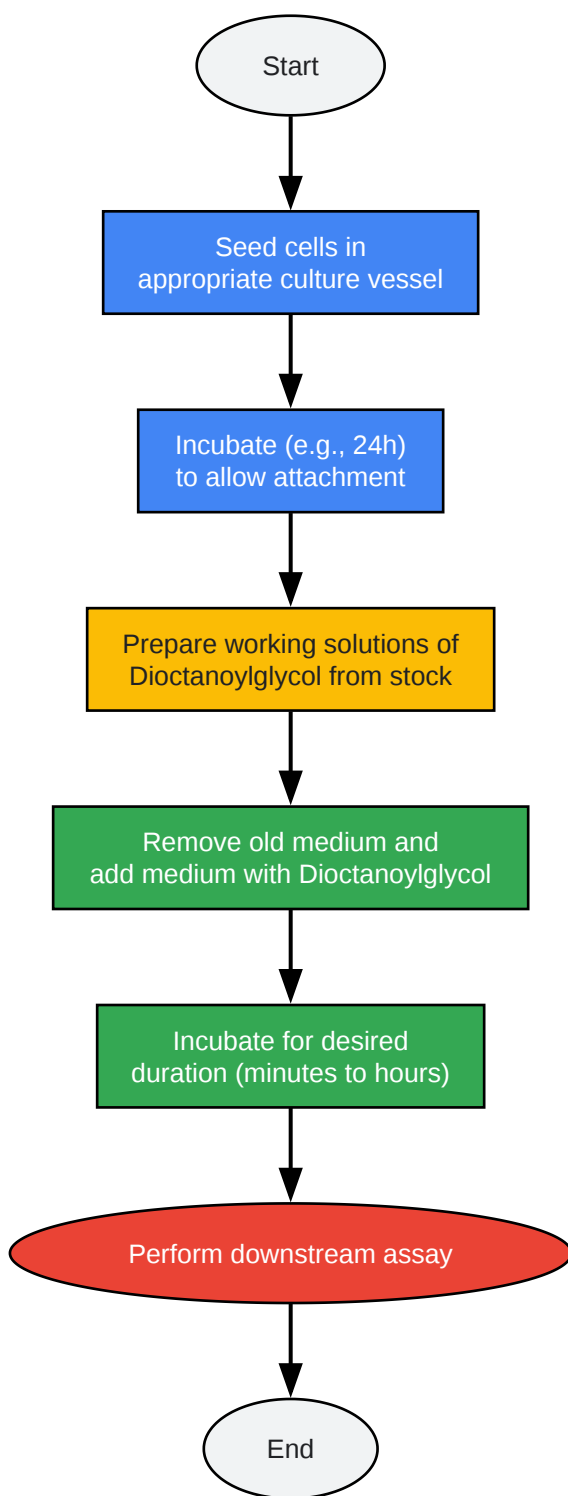 Start
Seed cells in
appropriate culture vessel
Incubate (e.g., 24h)
to allow attachment
Prepare working solutions of
Dioctanoylglycol from stock
Remove old medium and
add medium with Dioctanoylglycol
Incubate for desired
duration (minutes to hours)
Perform downstream assay
End